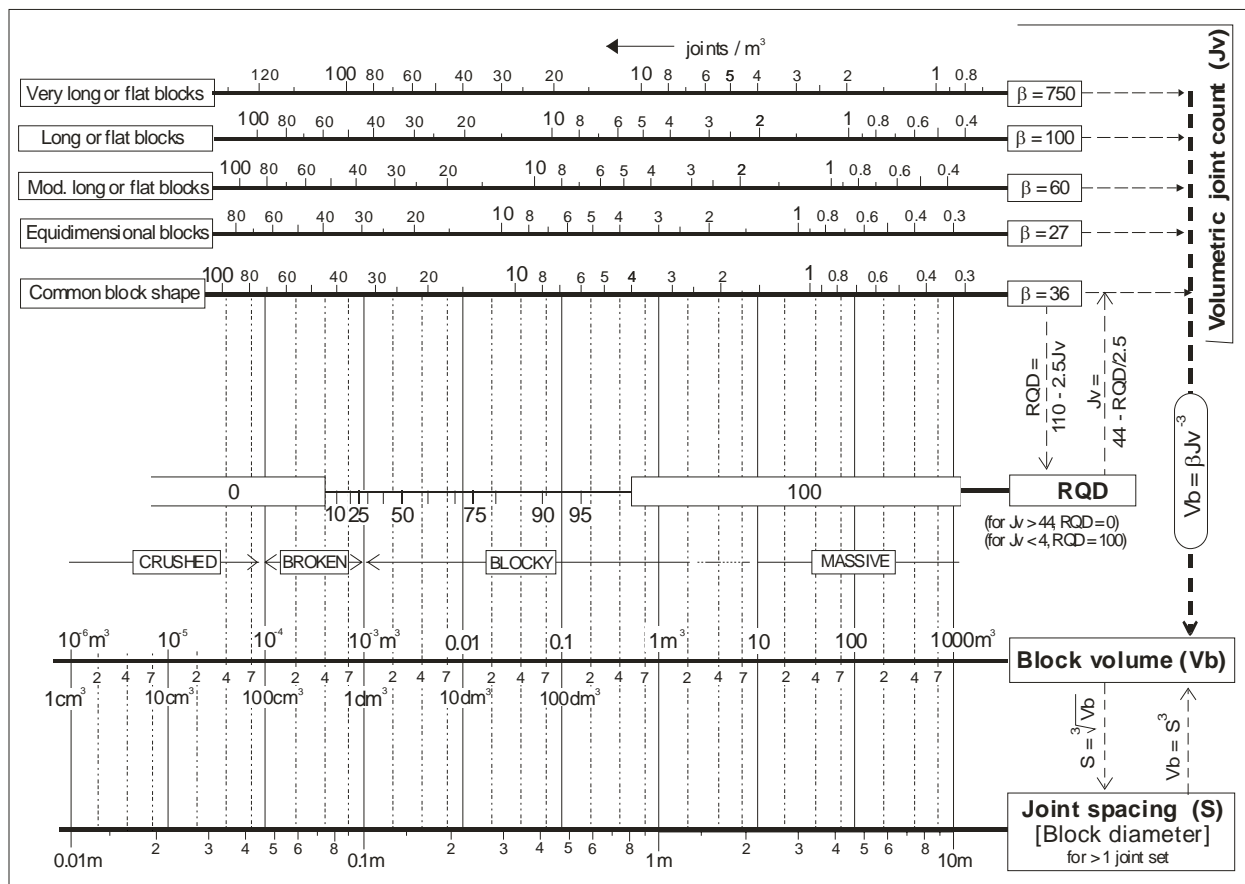 joints / m³
Very long or flat blocks 120 100 80 60 40 30 20 10 8 6 5 4 3 2 1 0.8 β = 750
Long or flat blocks 100 80 60 40 30 20 10 8 6 5 4 3 2 1 0.8 0.6 0.4 β = 100
Mod. long or flat blocks 100 80 60 40 30 20 10 8 6 5 4 3 2 1 0.8 0.6 0.4 β = 60
Equidimensional blocks 80 60 40 30 20 10 8 6 5 4 3 2 1 0.8 0.6 0.4 0.3 β = 27
Common block shape 100 80 60 40 30 20 10 8 6 5 4 3 2 1 0.8 0.6 0.4 0.3 β = 36
Volumetric joint count (Jv)
RQD =
110 - 2.5Jv
Jv =
44 - RQD/2.5
Vb = βJv⁻³
0 10 25 50 75 90 95 100 RQD
(for Jv > 44, RQD = 0)
(for Jv < 4, RQD = 100)
CRUSHED BROKEN BLOCKY MASSIVE
10⁻⁶m³ 10⁻⁵ 10⁻⁴ 10⁻³m³ 0.01 0.1 1m³ 10 100 1000m³ Block volume (Vb)
2 4 7 2 4 7 2 4 7 2 4 7 2 4 7 2 4 7 2 4 7 2 4 7 2 4 7
1cm³ 10cm³ 100cm³ 1dm³ 10dm³ 100dm³
S = ³√Vb
Vb = S³
Joint spacing (S)
[Block diameter]
for > 1 joint set
0.01m 2 3 4 5 6 8 0.1m 2 3 4 5 6 8 1m 2 3 4 5 6 8 10m